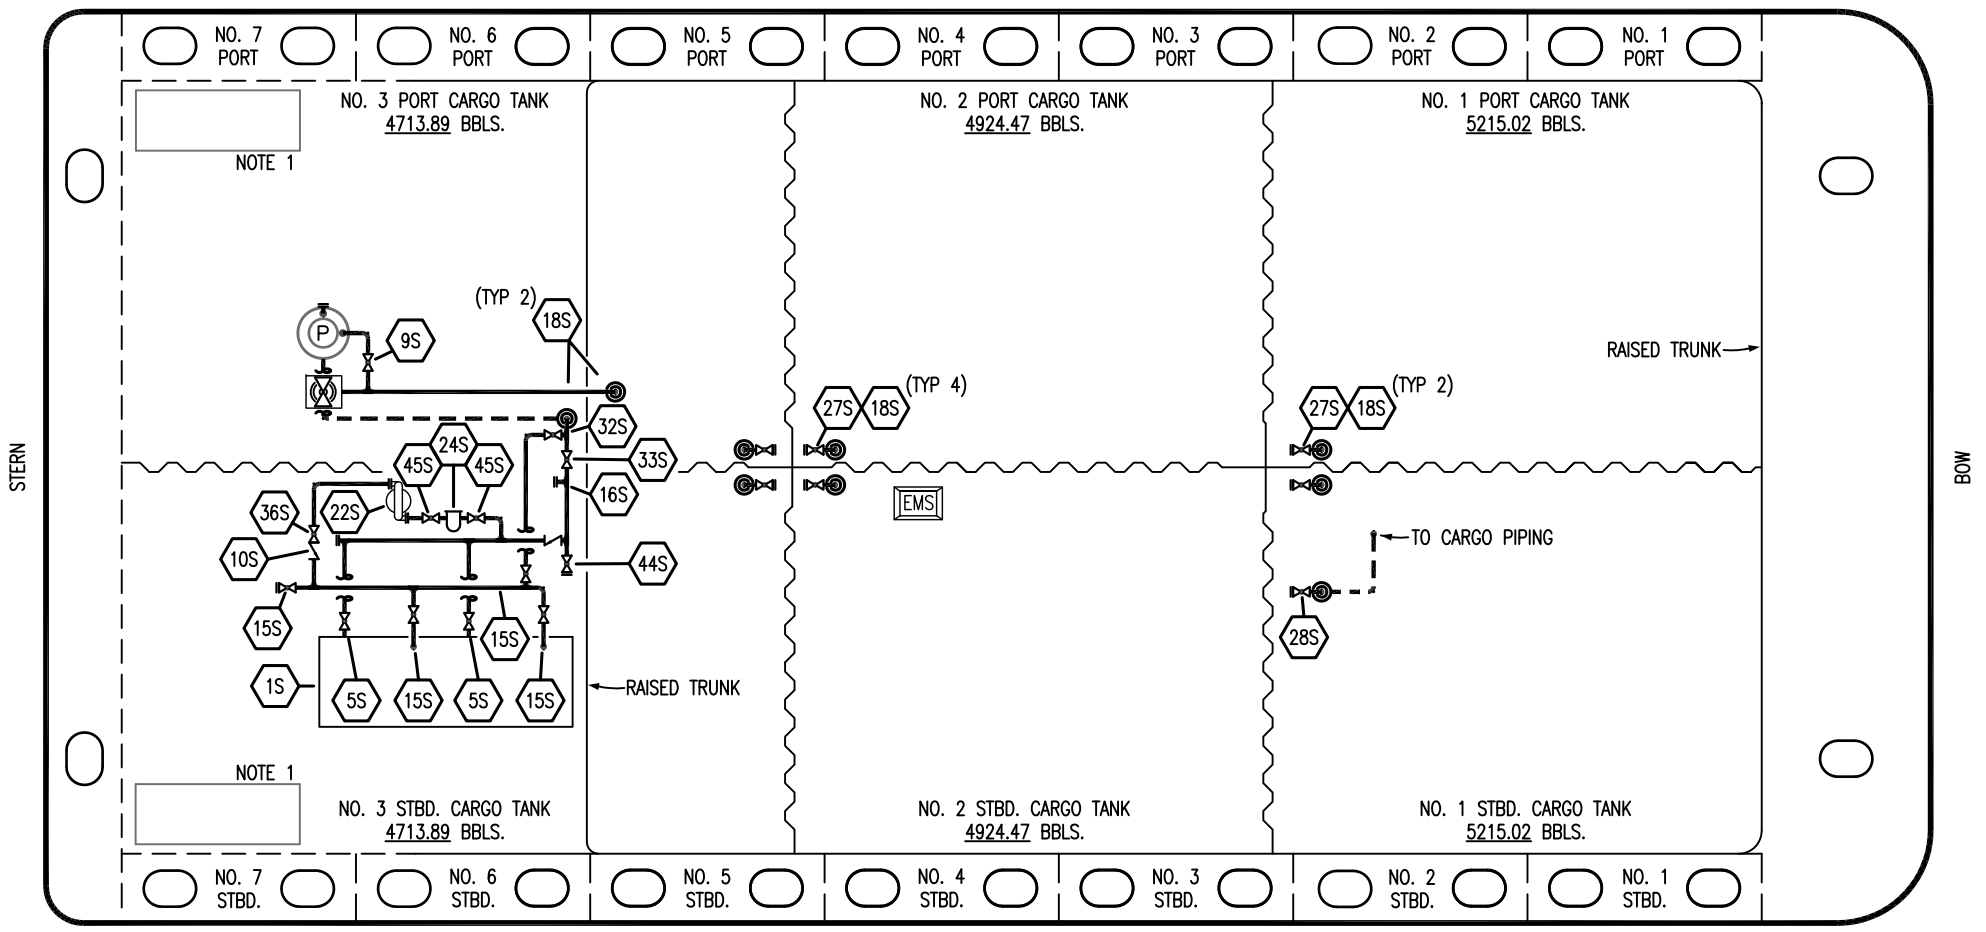 NO. 7
PORT
NO. 6
PORT
NO. 5
PORT
NO. 4
PORT
NO. 3
PORT
NO. 2
PORT
NO. 1
PORT
NO. 3 PORT CARGO TANK
4713.89 BBLS.
NO. 2 PORT CARGO TANK
4924.47 BBLS.
NO. 1 PORT CARGO TANK
5215.02 BBLS.
NOTE 1
(TYP 2)
18S
P
9S
RAISED TRUNK
27S
18S
(TYP 4)
27S
18S
(TYP 2)
32S
24S
45S
45S
33S
STERN
BOW
16S
36S
22S
EMS
10S
TO CARGO PIPING
44S
15S
15S
28S
1S
5S
15S
5S
15S
RAISED TRUNK
NOTE 1
NO. 3 STBD. CARGO TANK
4713.89 BBLS.
NO. 2 STBD. CARGO TANK
4924.47 BBLS.
NO. 1 STBD. CARGO TANK
5215.02 BBLS.
NO. 7
STBD.
NO. 6
STBD.
NO. 5
STBD.
NO. 4
STBD.
NO. 3
STBD.
NO. 2
STBD.
NO. 1
STBD.